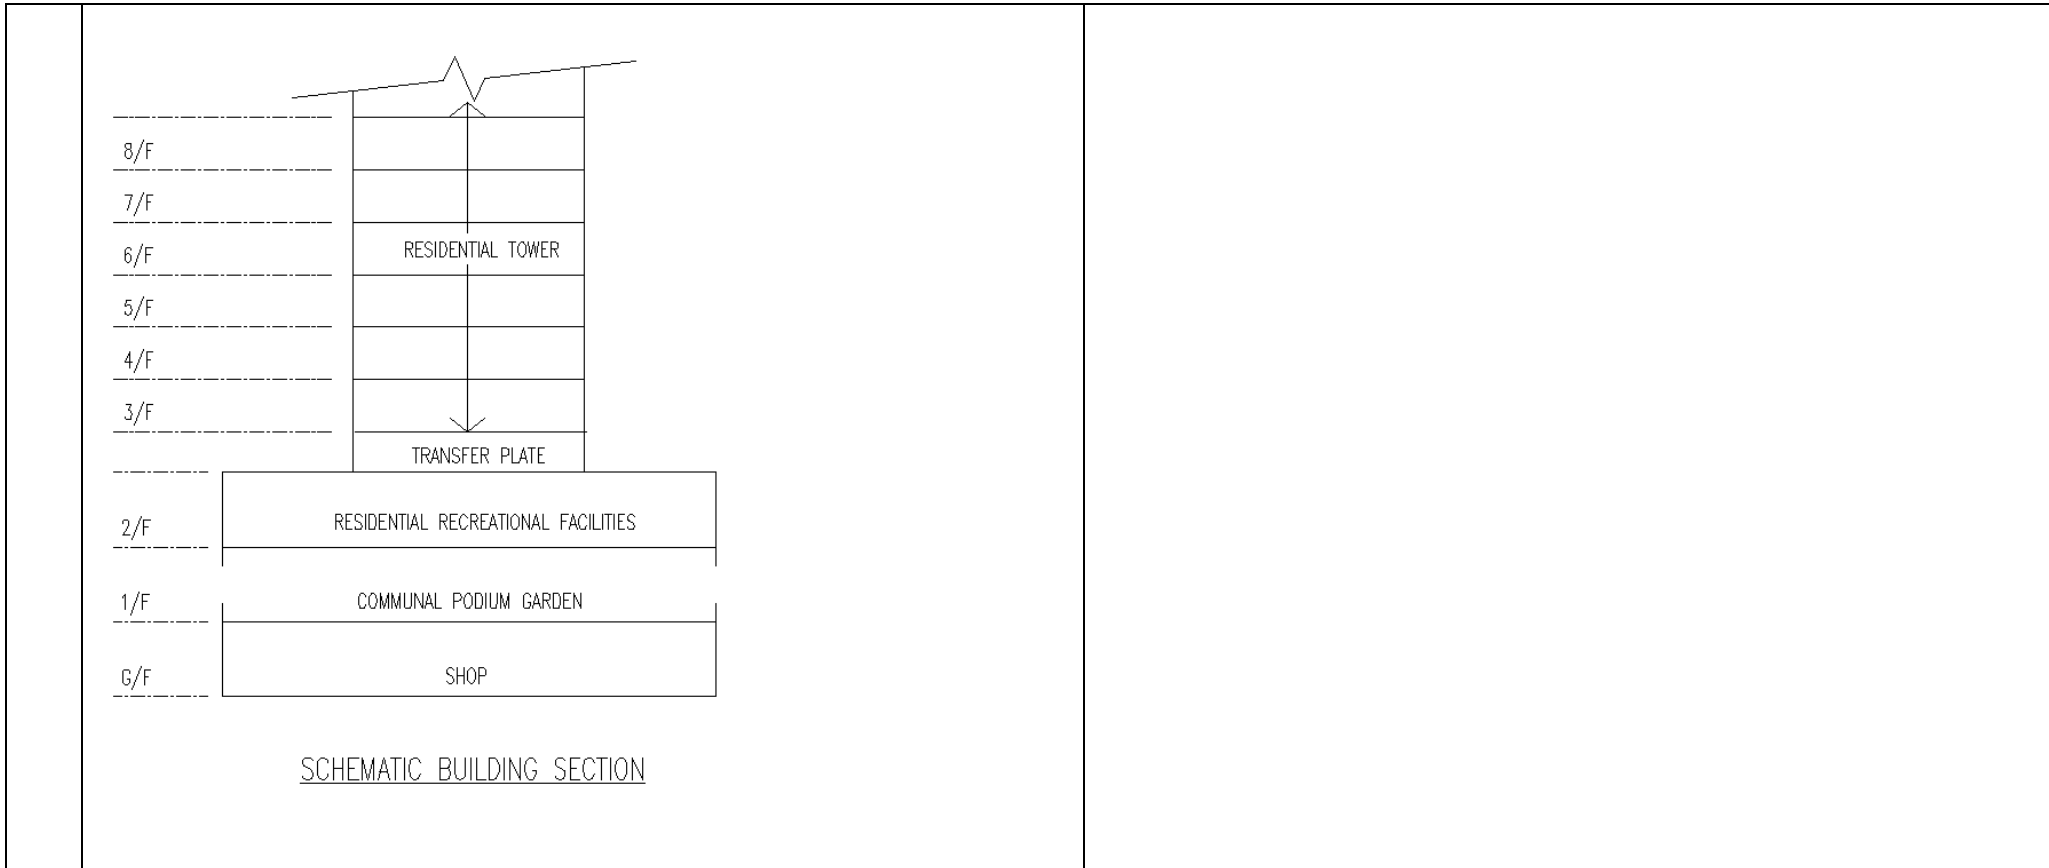 8/F
7/F
6/F RESIDENTIAL TOWER
5/F
4/F
3/F
TRANSFER PLATE
2/F RESIDENTIAL RECREATIONAL FACILITIES
1/F COMMUNAL PODIUM GARDEN
G/F SHOP
SCHEMATIC BUILDING SECTION